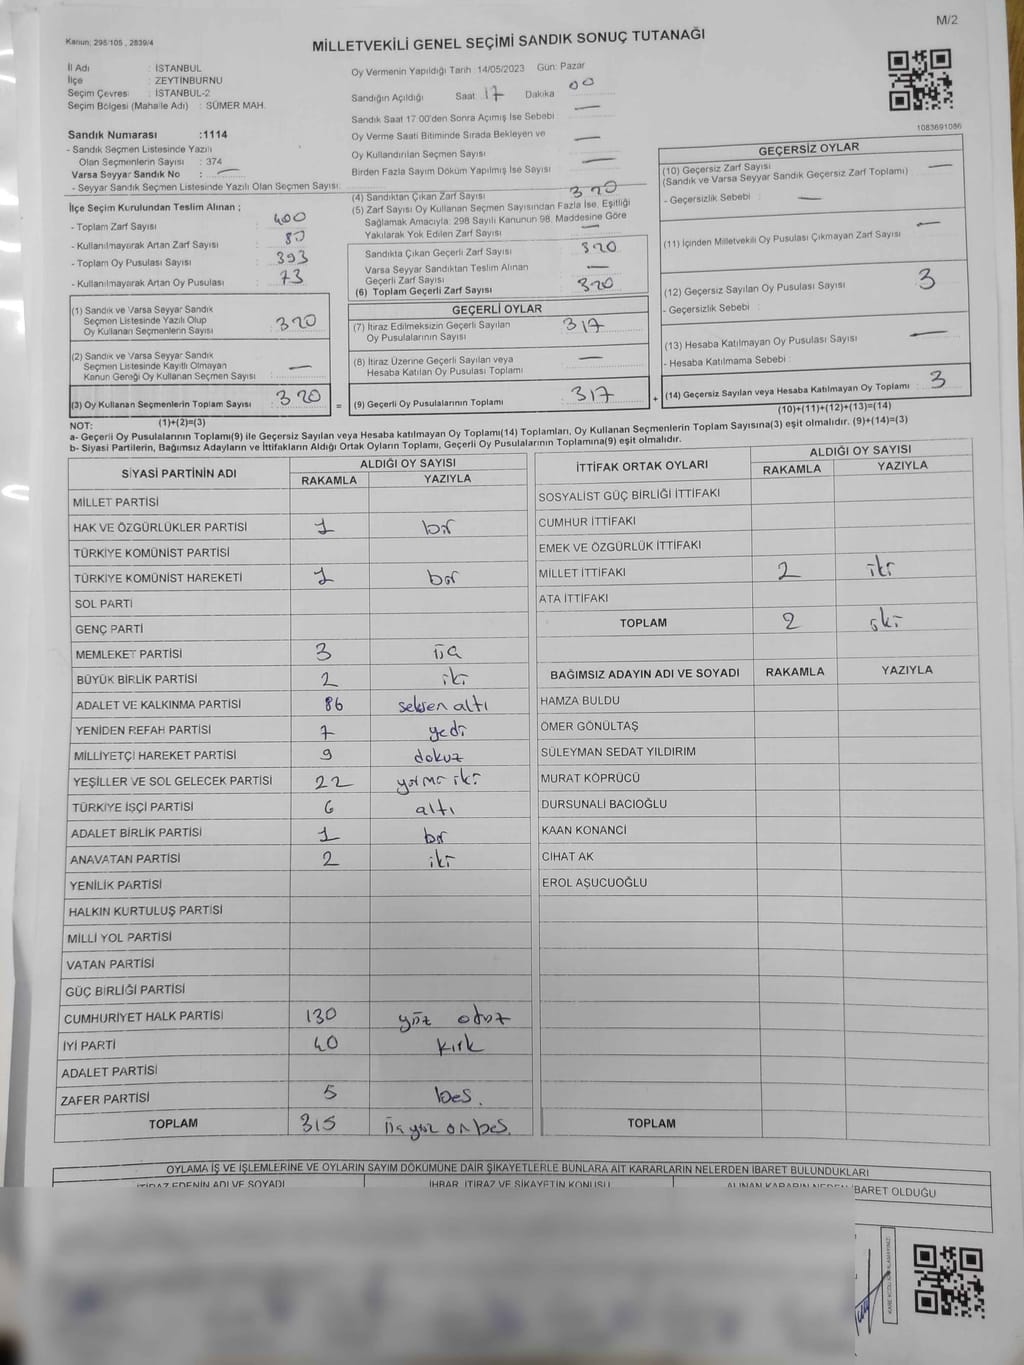 M/2
Kanun: 298/105, 2839/4
MİLLETVEKİLİ GENEL SEÇİMİ SANDIK SONUÇ TUTANAĞI
İl Adı : İSTANBUL
İlçe : ZEYTİNBURNU
Seçim Çevresi : İSTANBUL-2
Seçim Bölgesi (Mahalle Adı) : SÜMER MAH.
Sandık Numarası :1114
- Sandık Seçmen Listesinde Yazılı
Olan Seçmenlerin Sayısı : 374
Varsa Seyyar Sandık No : —
- Seyyar Sandık Seçmen Listesinde Yazılı Olan Seçmen Sayısı:
Oy Vermenin Yapıldığı Tarih :14/05/2023 Gün: Pazar
Sandığın Açıldığı Saat: 17 Dakika 00
Sandık Saat 17.00'den Sonra Açımış İse Sebebi —
Oy Verme Saati Bitiminde Sırada Bekleyen ve
Oy Kullandırılan Seçmen Sayısı —
Birden Fazla Sayım Döküm Yapılmış İse Sayısı —
1083691086
İlçe Seçim Kurulundan Teslim Alınan ;
- Toplam Zarf Sayısı 400
- Kullanılmayarak Artan Zarf Sayısı 80
- Toplam Oy Pusulası Sayısı 393
- Kullanılmayarak Artan Oy Pusulası 73
(1) Sandık ve Varsa Seyyar Sandık
Seçmen Listesinde Yazılı Olup
Oy Kullanan Seçmenlerin Sayısı 320
(2) Sandık ve Varsa Seyyar Sandık
Seçmen Listesinde Kayıtlı Olmayan
Kanun Gereği Oy Kullanan Seçmen Sayısı —
(3) Oy Kullanan Seçmenlerin Toplam Sayısı 320
(1)+(2)=(3)
(4) Sandıktan Çıkan Zarf Sayısı 320
(5) Zarf Sayısı Oy Kullanan Seçmen Sayısından Fazla İse, Eşitliği
Sağlamak Amacıyla, 298 Sayılı Kanunun 98. Maddesine Göre
Yakılarak Yok Edilen Zarf Sayısı —
Sandıkta Çıkan Geçerli Zarf Sayısı 320
Varsa Seyyar Sandıktan Teslim Alınan
Geçerli Zarf Sayısı —
(6) Toplam Geçerli Zarf Sayısı 320
GEÇERLİ OYLAR
(7) İtiraz Edilmeksizin Geçerli Sayılan
Oy Pusulalarının Sayısı 317
(8) İtiraz Üzerine Geçerli Sayılan veya
Hesaba Katılan Oy Pusulası Toplamı —
= (9) Geçerli Oy Pusulalarının Toplamı 317
GEÇERSİZ OYLAR
(10) Geçersiz Zarf Sayısı —
(Sandık ve Varsa Seyyar Sandık Geçersiz Zarf Toplamı)
- Geçersizlik Sebebi : —
(11) İçinden Milletvekili Oy Pusulası Çıkmayan Zarf Sayısı —
(12) Geçersiz Sayılan Oy Pusulası Sayısı 3
- Geçersizlik Sebebi :
(13) Hesaba Katılmayan Oy Pusulası Sayısı —
- Hesaba Katılmama Sebebi :
+ (14) Geçersiz Sayılan veya Hesaba Katılmayan Oy Toplamı 3
(10)+(11)+(12)+(13)=(14)
NOT:
a- Geçerli Oy Pusulalarının Toplamı(9) ile Geçersiz Sayılan veya Hesaba katılmayan Oy Toplamı(14) Toplamları, Oy Kullanan Seçmenlerin Toplam Sayısına(3) eşit olmalıdır. (9)+(14)=(3)
b- Siyasi Partilerin, Bağımsız Adayların ve İttifakların Aldığı Ortak Oyların Toplamı, Geçerli Oy Pusulalarının Toplamına(9) eşit olmalıdır.
SİYASİ PARTİNİN ADI ALDIĞI OY SAYISI
RAKAMLA YAZIYLA
MİLLET PARTİSİ
HAK VE ÖZGÜRLÜKLER PARTİSİ 1 bir
TÜRKİYE KOMÜNİST PARTİSİ
TÜRKİYE KOMÜNİST HAREKETİ 1 bir
SOL PARTİ
GENÇ PARTİ
MEMLEKET PARTİSİ 3 üç
BÜYÜK BİRLİK PARTİSİ 2 iki
ADALET VE KALKINMA PARTİSİ 86 seksen altı
YENİDEN REFAH PARTİSİ 7 yedi
MİLLİYETÇİ HAREKET PARTİSİ 9 dokuz
YEŞİLLER VE SOL GELECEK PARTİSİ 22 yirmi iki
TÜRKİYE İŞÇİ PARTİSİ 6 altı
ADALET BİRLİK PARTİSİ 1 bir
ANAVATAN PARTİSİ 2 iki
YENİLİK PARTİSİ
HALKIN KURTULUŞ PARTİSİ
MİLLİ YOL PARTİSİ
VATAN PARTİSİ
GÜÇ BİRLİĞİ PARTİSİ
CUMHURİYET HALK PARTİSİ 130 yüz otuz
İYİ PARTİ 40 kırk
ADALET PARTİSİ
ZAFER PARTİSİ 5 beş.
TOPLAM 315 üç yüz on beş.
İTTİFAK ORTAK OYLARI ALDIĞI OY SAYISI
RAKAMLA YAZIYLA
SOSYALİST GÜÇ BİRLİĞİ İTTİFAKI
CUMHUR İTTİFAKI
EMEK VE ÖZGÜRLÜK İTTİFAKI
MİLLET İTTİFAKI 2 iki
ATA İTTİFAKI
TOPLAM 2 iki
BAĞIMSIZ ADAYIN ADI VE SOYADI RAKAMLA YAZIYLA
HAMZA BULDU
ÖMER GÖNÜLTAŞ
SÜLEYMAN SEDAT YILDIRIM
MURAT KÖPRÜCÜ
DURSUNALİ BACIOĞLU
KAAN KONANCİ
CİHAT AK
EROL AŞUCUOĞLU
TOPLAM
OYLAMA İŞ VE İŞLEMLERİNE VE OYLARIN SAYIM DÖKÜMÜNE DAİR ŞİKAYETLERLE BUNLARA AİT KARARLARIN NELERDEN İBARET BULUNDUKLARI
İTİRAZ EDENİN ADI VE SOYADI İHBAR, İTİRAZ VE ŞİKAYETİN KONUSU ALINAN KARARIN NEDEN İBARET OLDUĞU